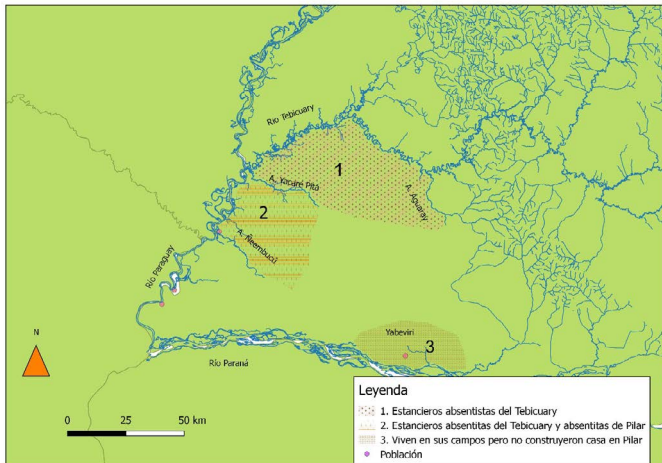 Río Tebicuary
1
A. Yacaré Pitá
A. Aguaray
2
A. Ñeembucú
Río Paraguay
Yabeviri
3
Río Paraná
N
0 25 50 km
Leyenda
1. Estancieros absentistas del Tebicuary
2. Estancieros absentitas del Tebicuary y absentitas de Pilar
3. Viven en sus campos pero no construyeron casa en Pilar
Población